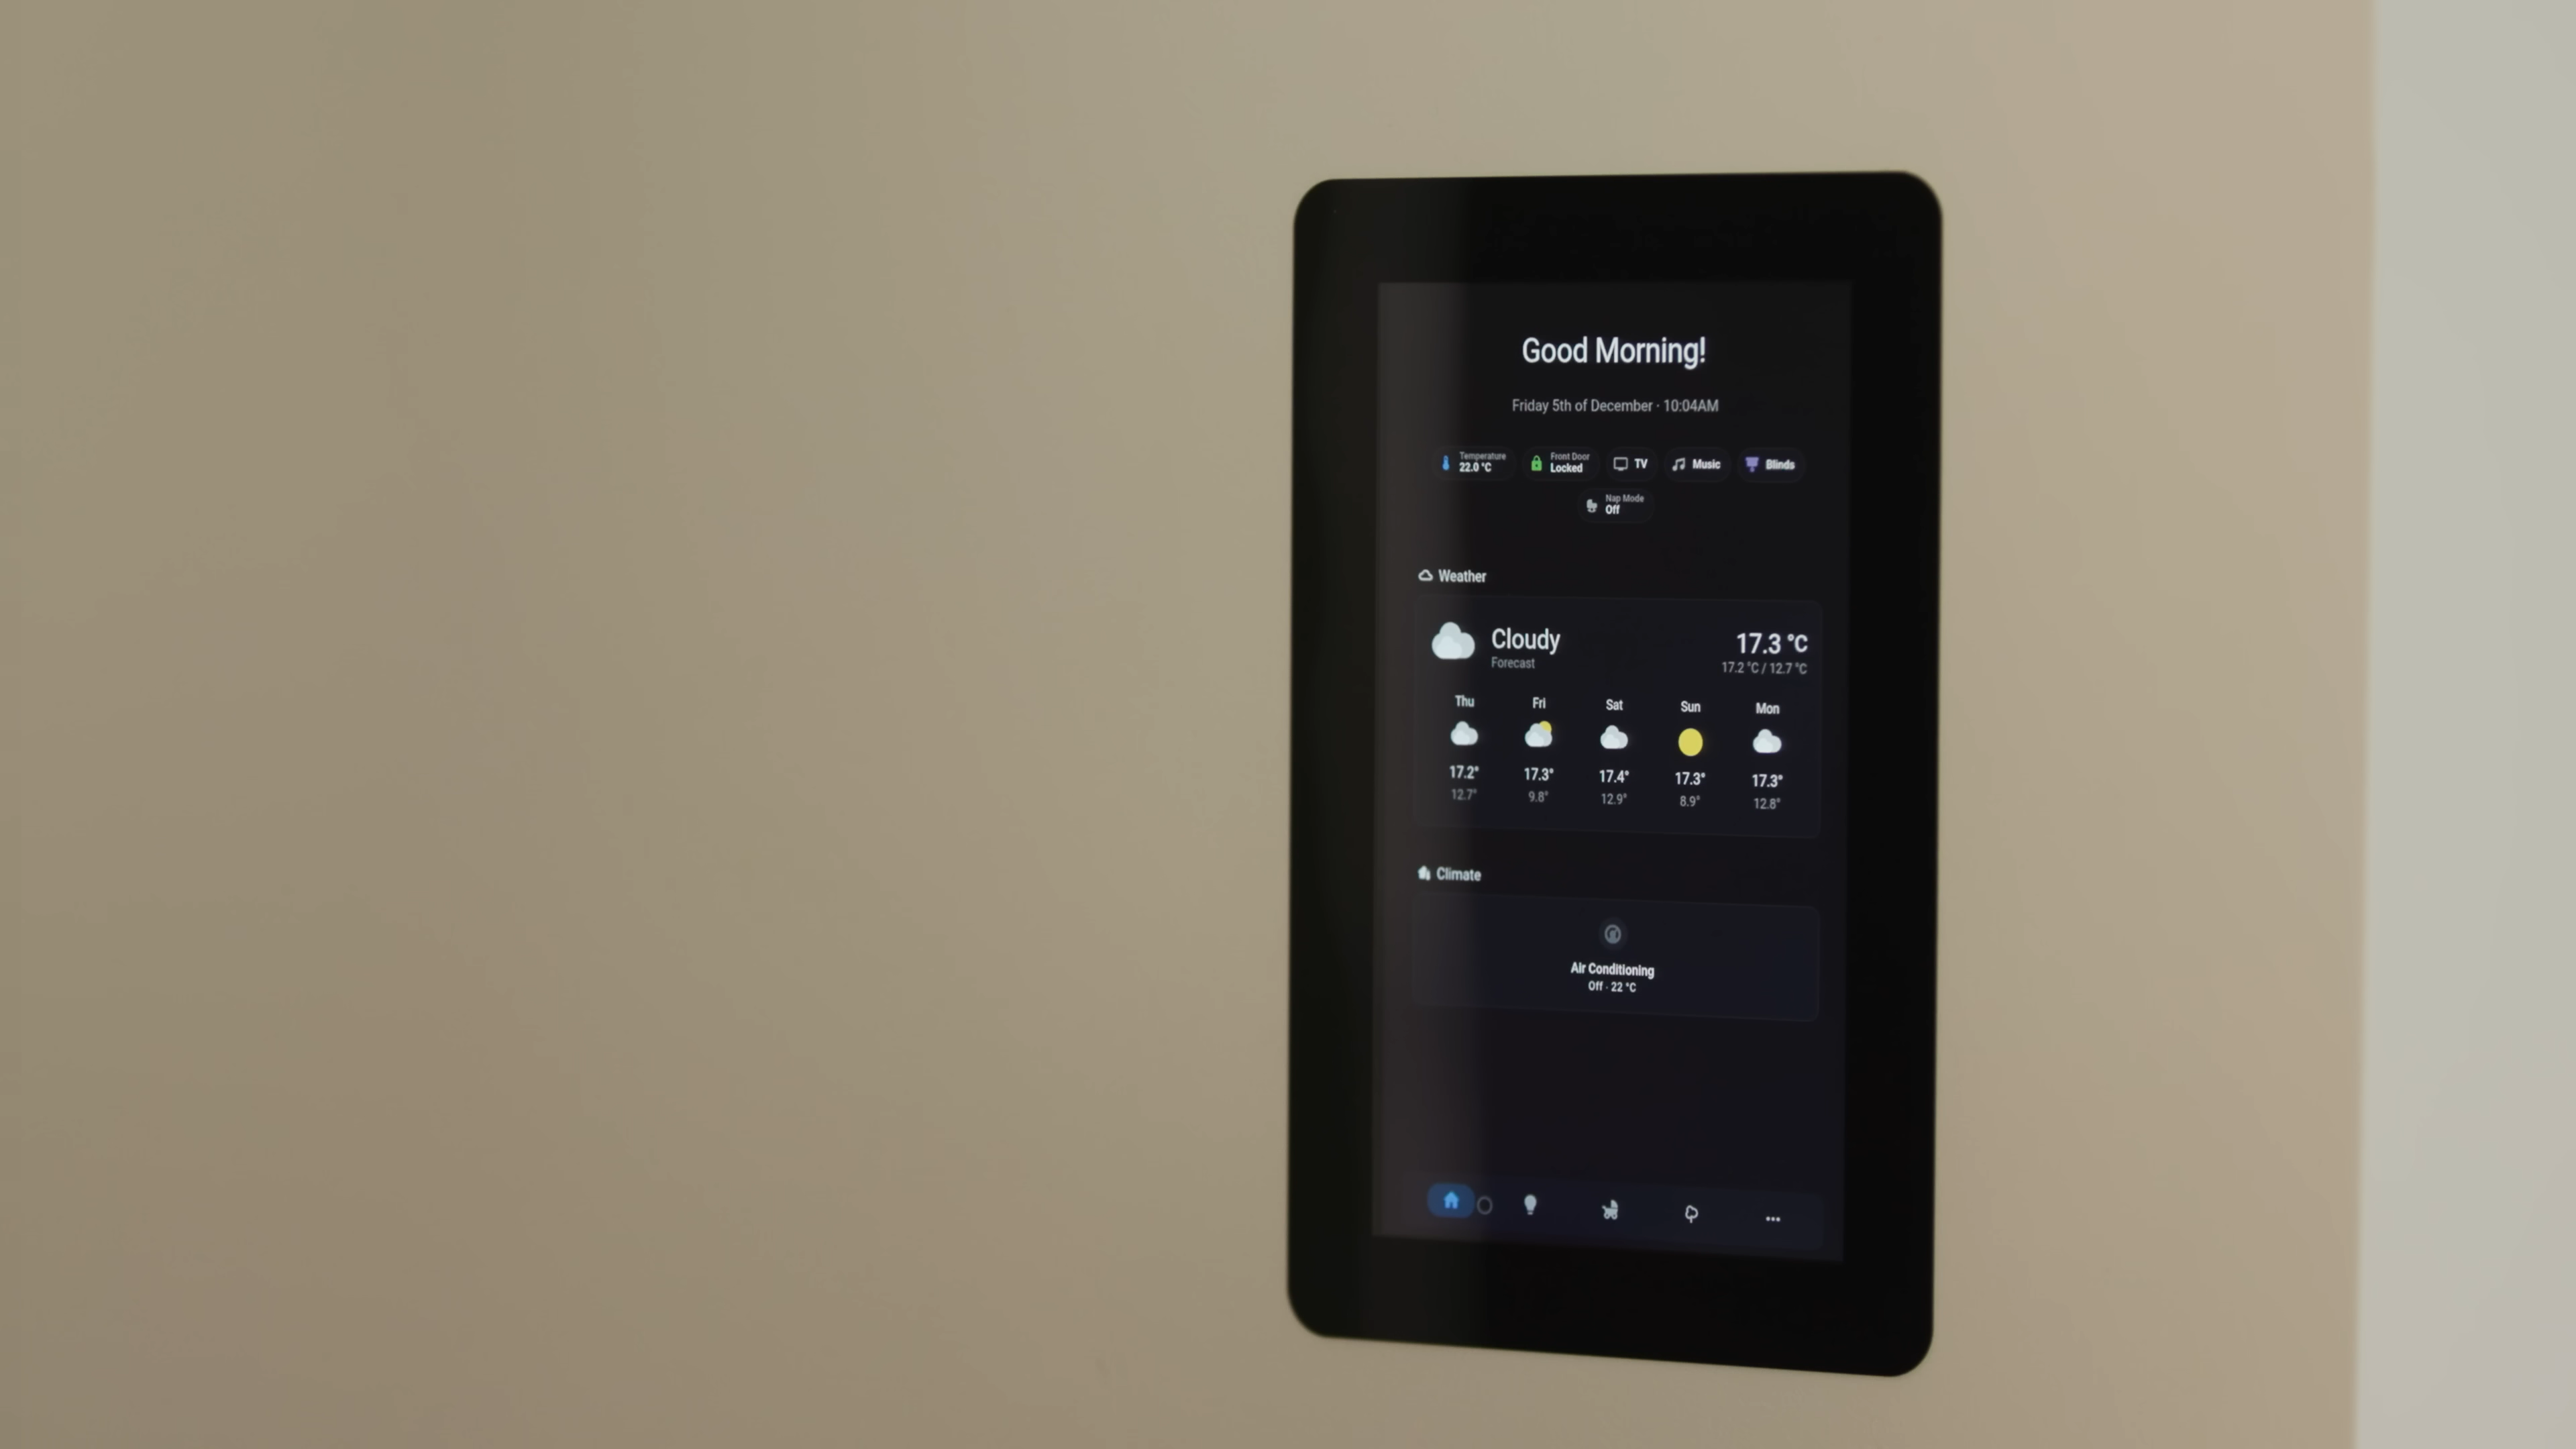 Good Morning!
Friday 5th of December · 10:04AM
Temperature
22.0 °C
Front Door
Locked
TV
Music
Blinds
Nap Mode
Off
Weather
Cloudy
Forecast
17.3 °C
17.2 °C / 12.7 °C
Thu Fri Sat Sun Mon
17.2° 17.3° 17.4° 17.3° 17.3°
12.7° 9.8° 12.9° 8.9° 12.8°
Climate
Air Conditioning
Off · 22 °C